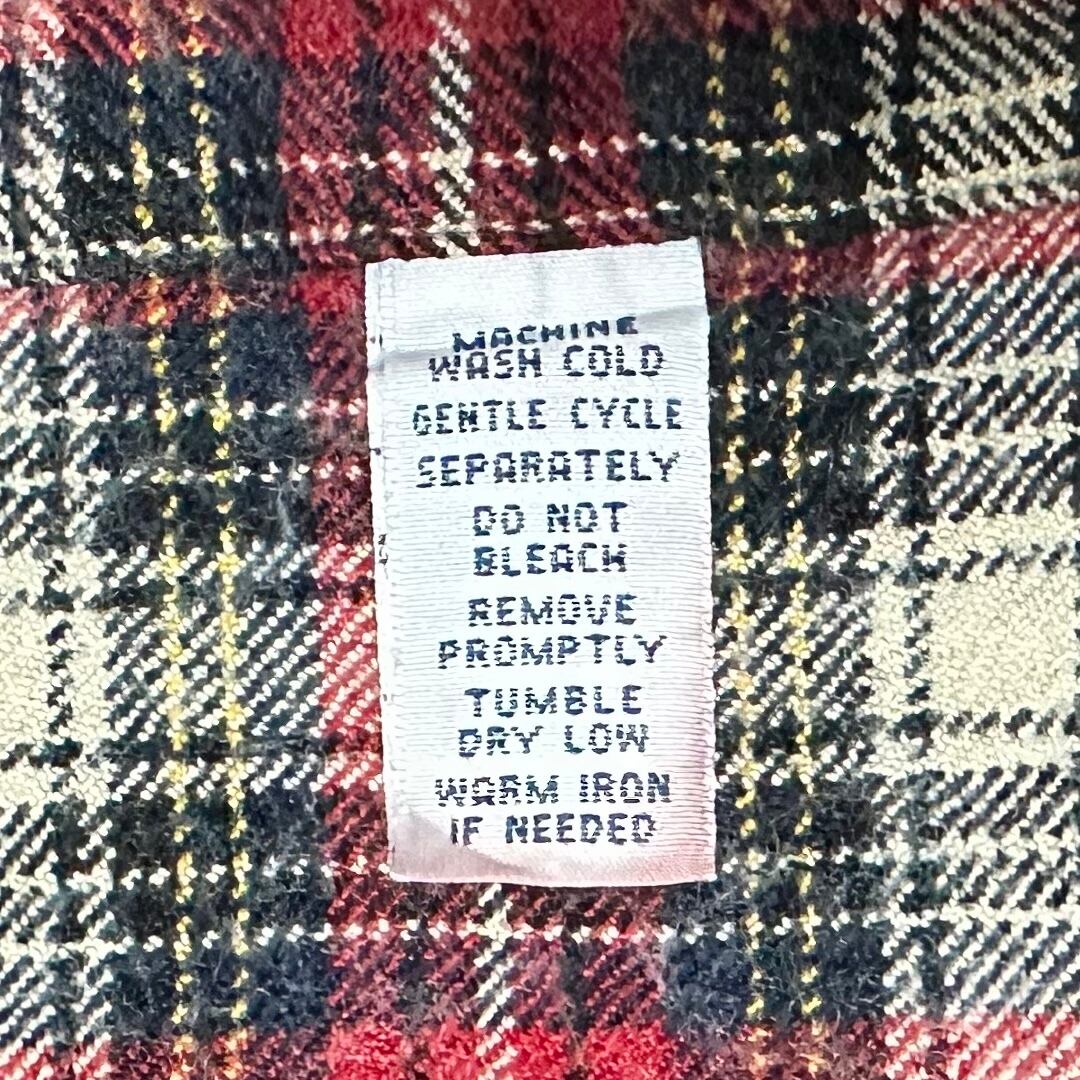 MACHINE
WASH COLD
GENTLE CYCLE
SEPARATELY
DO NOT
BLEACH
REMOVE
PROMPTLY
TUMBLE
DRY LOW
WARM IRON
IF NEEDED